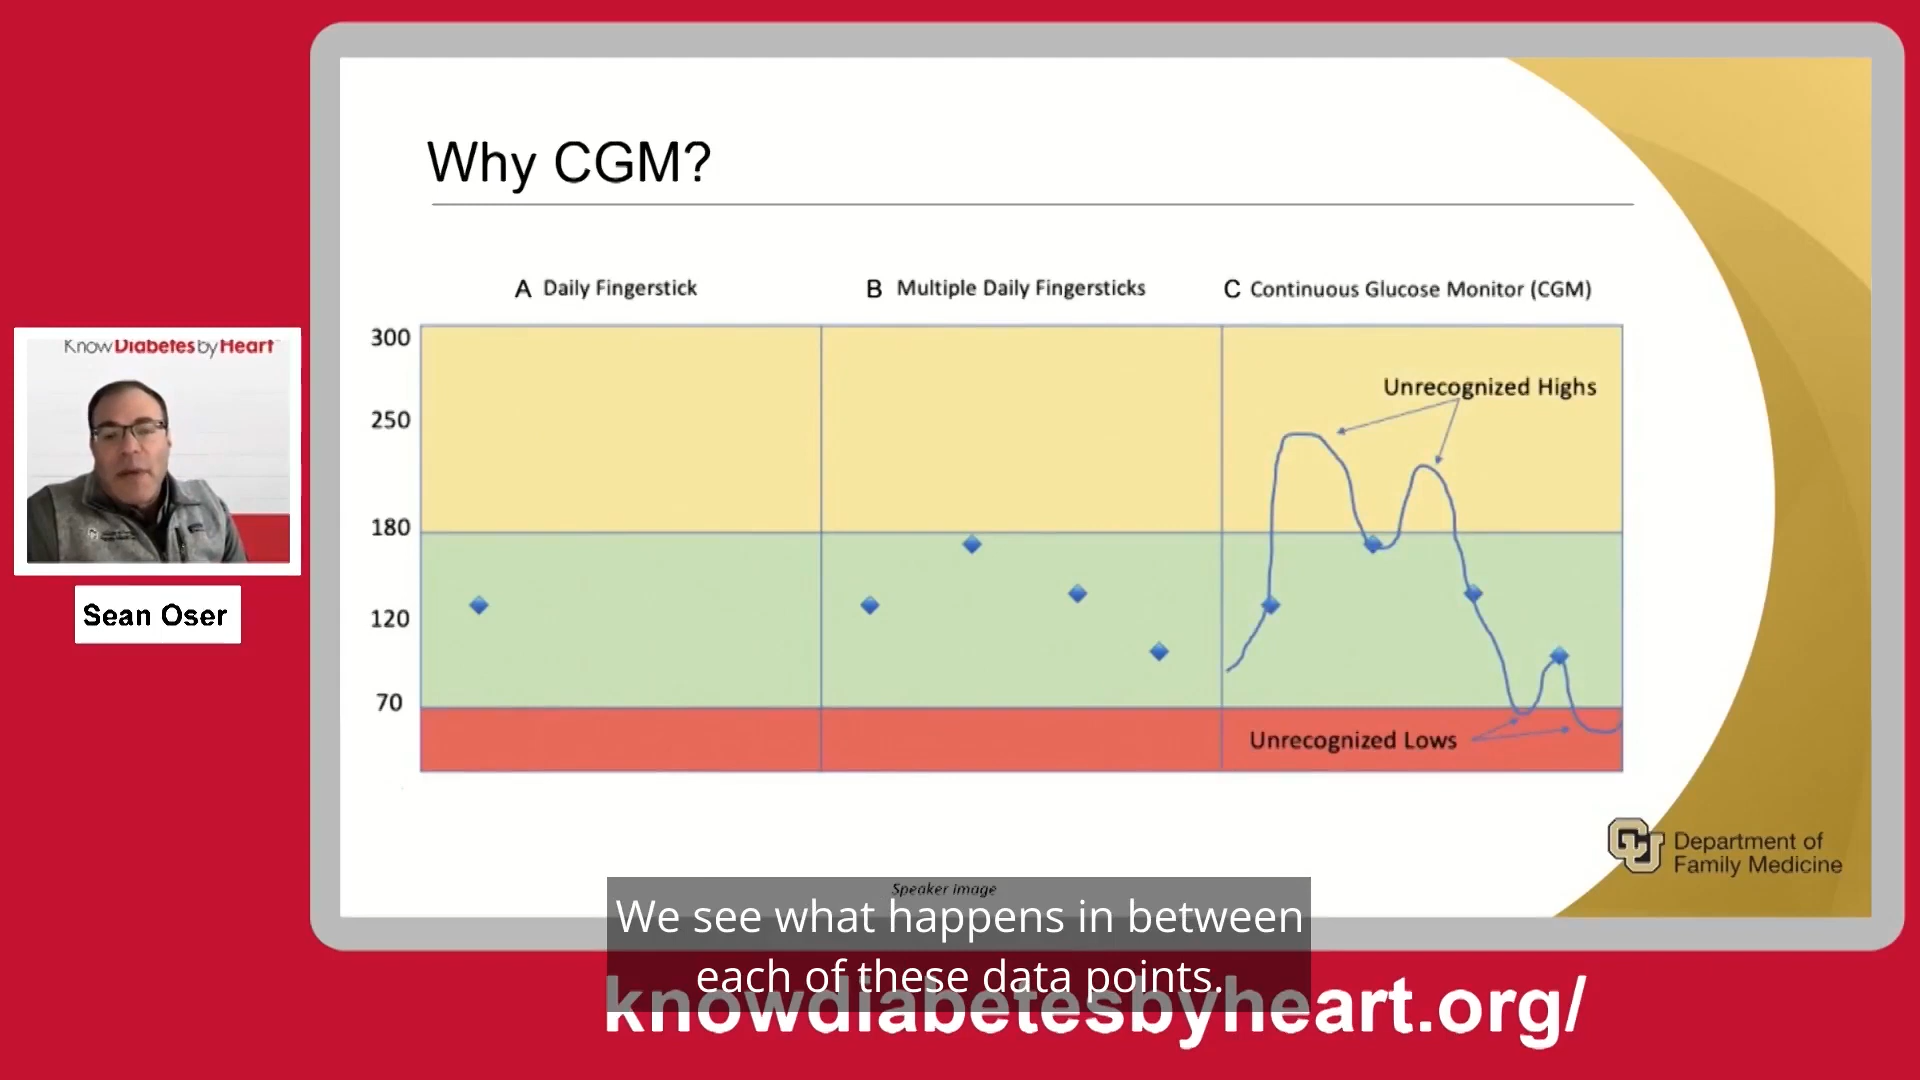 Why CGM?
A Daily Fingerstick
B Multiple Daily Fingersticks
C Continuous Glucose Monitor (CGM)
300
250
180
120
70
Unrecognized Highs
Unrecognized Lows
Know Diabetes by Heart
Sean Oser
CU
Department of
Family Medicine
Speaker image
We see what happens in between
each of these data points.
knowdiabetesbyheart.org/